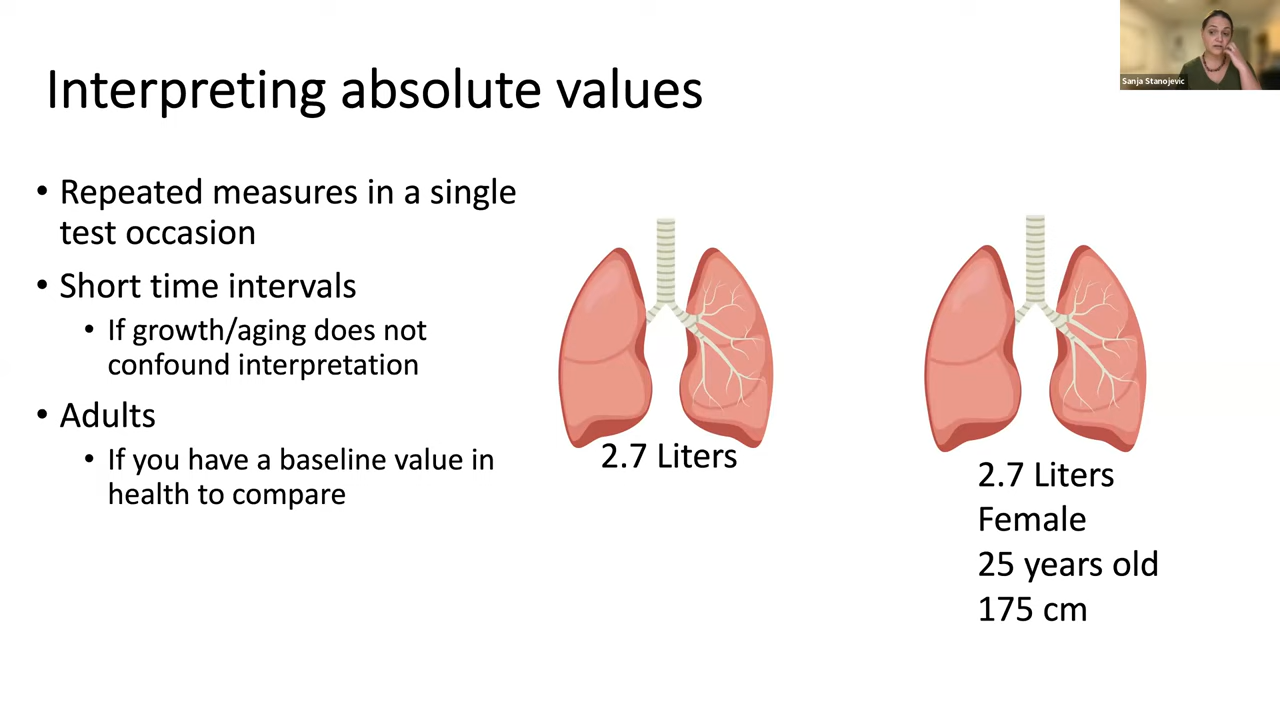 Interpreting absolute values
Sanja Stanojevic
• Repeated measures in a single
test occasion
• Short time intervals
• If growth/aging does not
confound interpretation
• Adults
• If you have a baseline value in
health to compare
2.7 Liters
2.7 Liters
Female
25 years old
175 cm